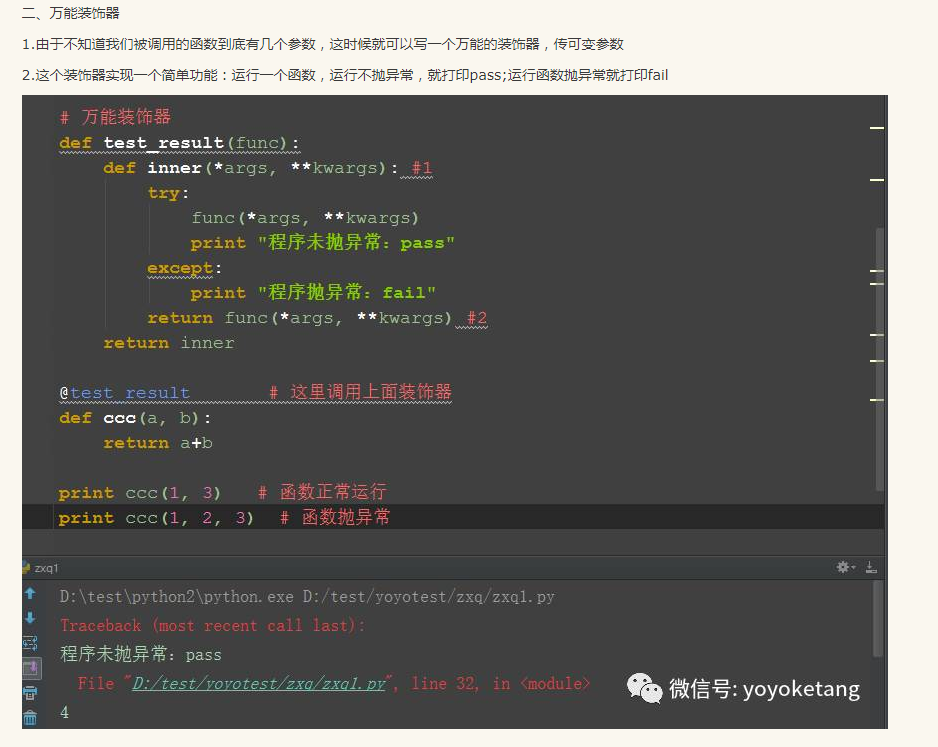 二、万能装饰器
1.由于不知道我们被调用的函数到底有几个参数，这时候就可以写一个万能的装饰器，传可变参数
2.这个装饰器实现一个简单功能：运行一个函数，运行不抛异常，就打印pass;运行函数抛异常就打印fail
# 万能装饰器
def test_result(func):
def inner(*args, **kwargs): #1
try:
func(*args, **kwargs)
print "程序未抛异常：pass"
except:
print "程序抛异常：fail"
return func(*args, **kwargs) #2
return inner
@test_result # 这里调用上面装饰器
def ccc(a, b):
return a+b
print ccc(1, 3) # 函数正常运行
print ccc(1, 2, 3) # 函数抛异常
zxq1
D:\test\python2\python.exe D:/test/yoyotest/zxq/zxq1.py
Traceback (most recent call last):
程序未抛异常：pass
File "D:/test/yoyotest/zxq/zxq1.py", line 32, in <module>
微信号: yoyoketang
4